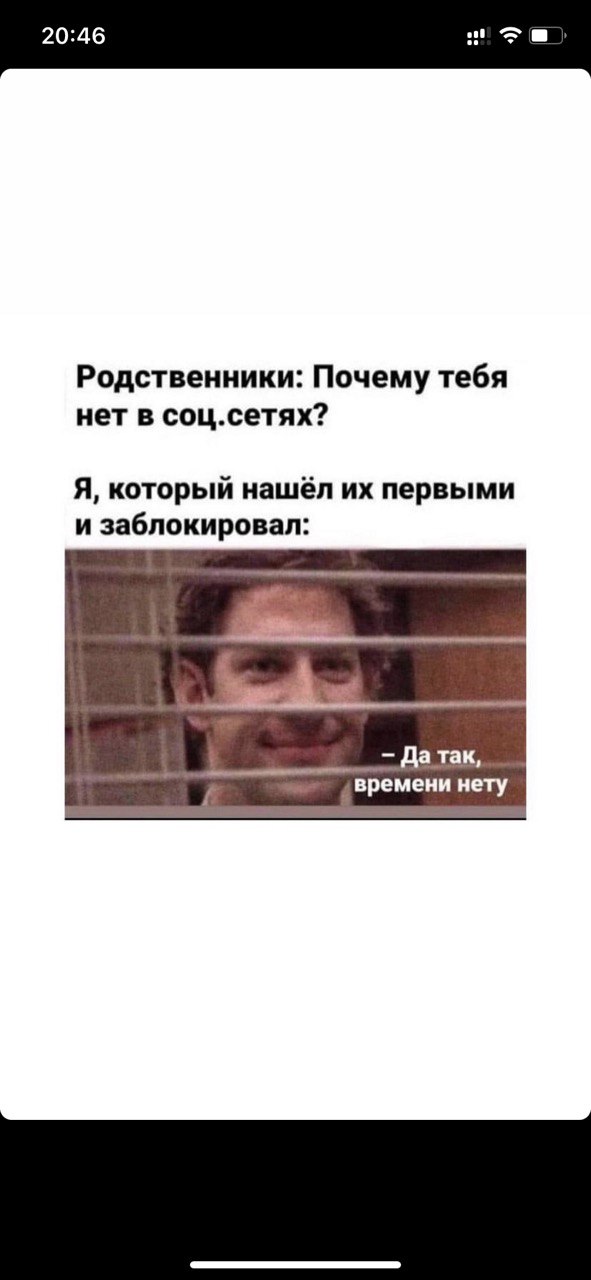 20:46
Родственники: Почему тебя
нет в соц.сетях?
Я, который нашёл их первыми
и заблокировал:
– Да так,
времени нету